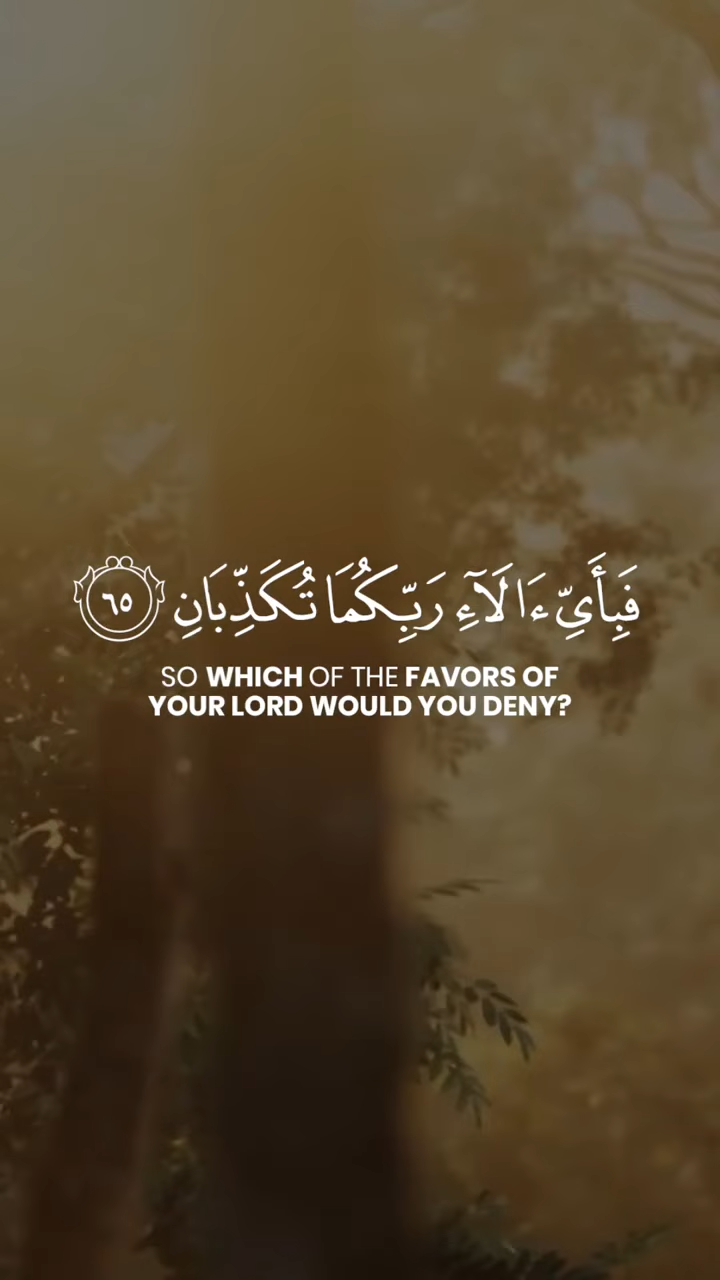 فَبِأَىِّ ءَالَآءِ رَبِّكُمَا تُكَذِّبَانِ ٦٥
SO WHICH OF THE FAVORS OF
YOUR LORD WOULD YOU DENY?